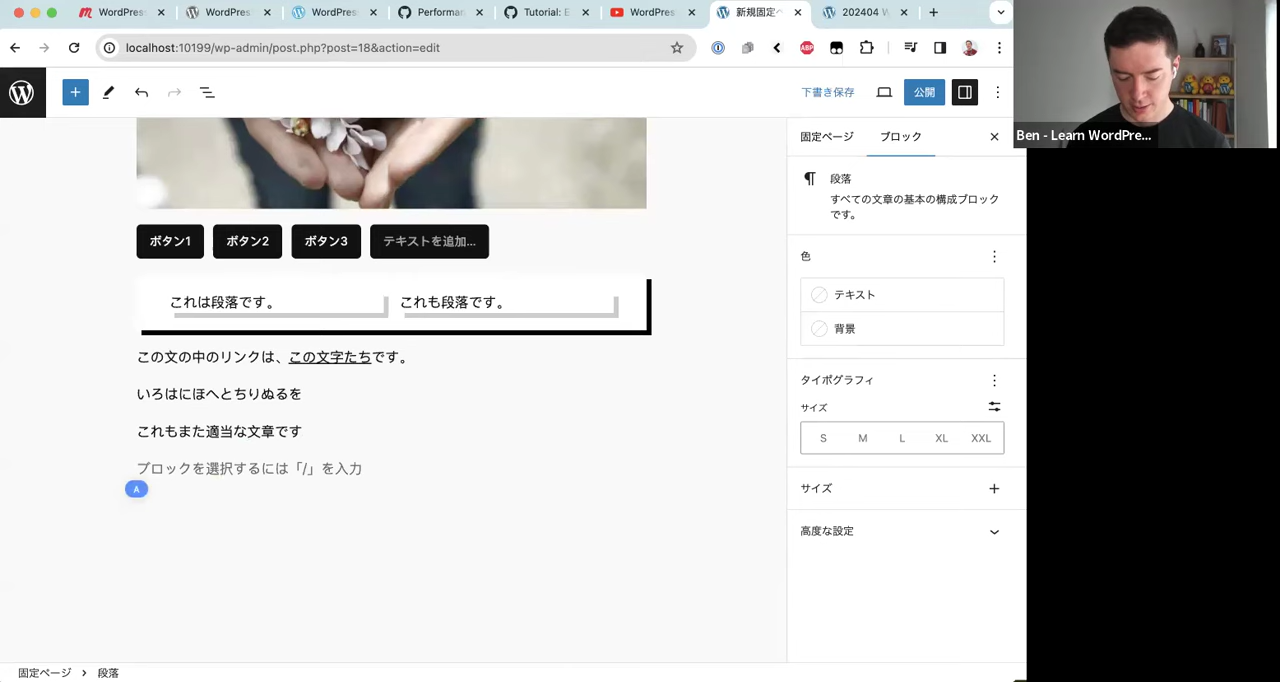 WordPres
WordPre
WordPres
Performar
Tutorial: E
WordPres
新規固定ペ
202404 W
localhost:10199/wp-admin/post.php?post=18&action=edit
ABP
下書き保存
公開
Ben - Learn WordPre...
固定ページ
ブロック
段落
すべての文章の基本の構成ブロック
です。
ボタン1
ボタン2
ボタン3
テキストを追加...
色
テキスト
背景
これは段落です。
これも段落です。
この文の中のリンクは、この文字たちです。
いろはにほへとちりぬるを
これもまた適当な文章です
ブロックを選択するには「/」を入力
A
タイポグラフィ
サイズ
S
M
L
XL
XXL
サイズ
高度な設定
固定ページ
段落